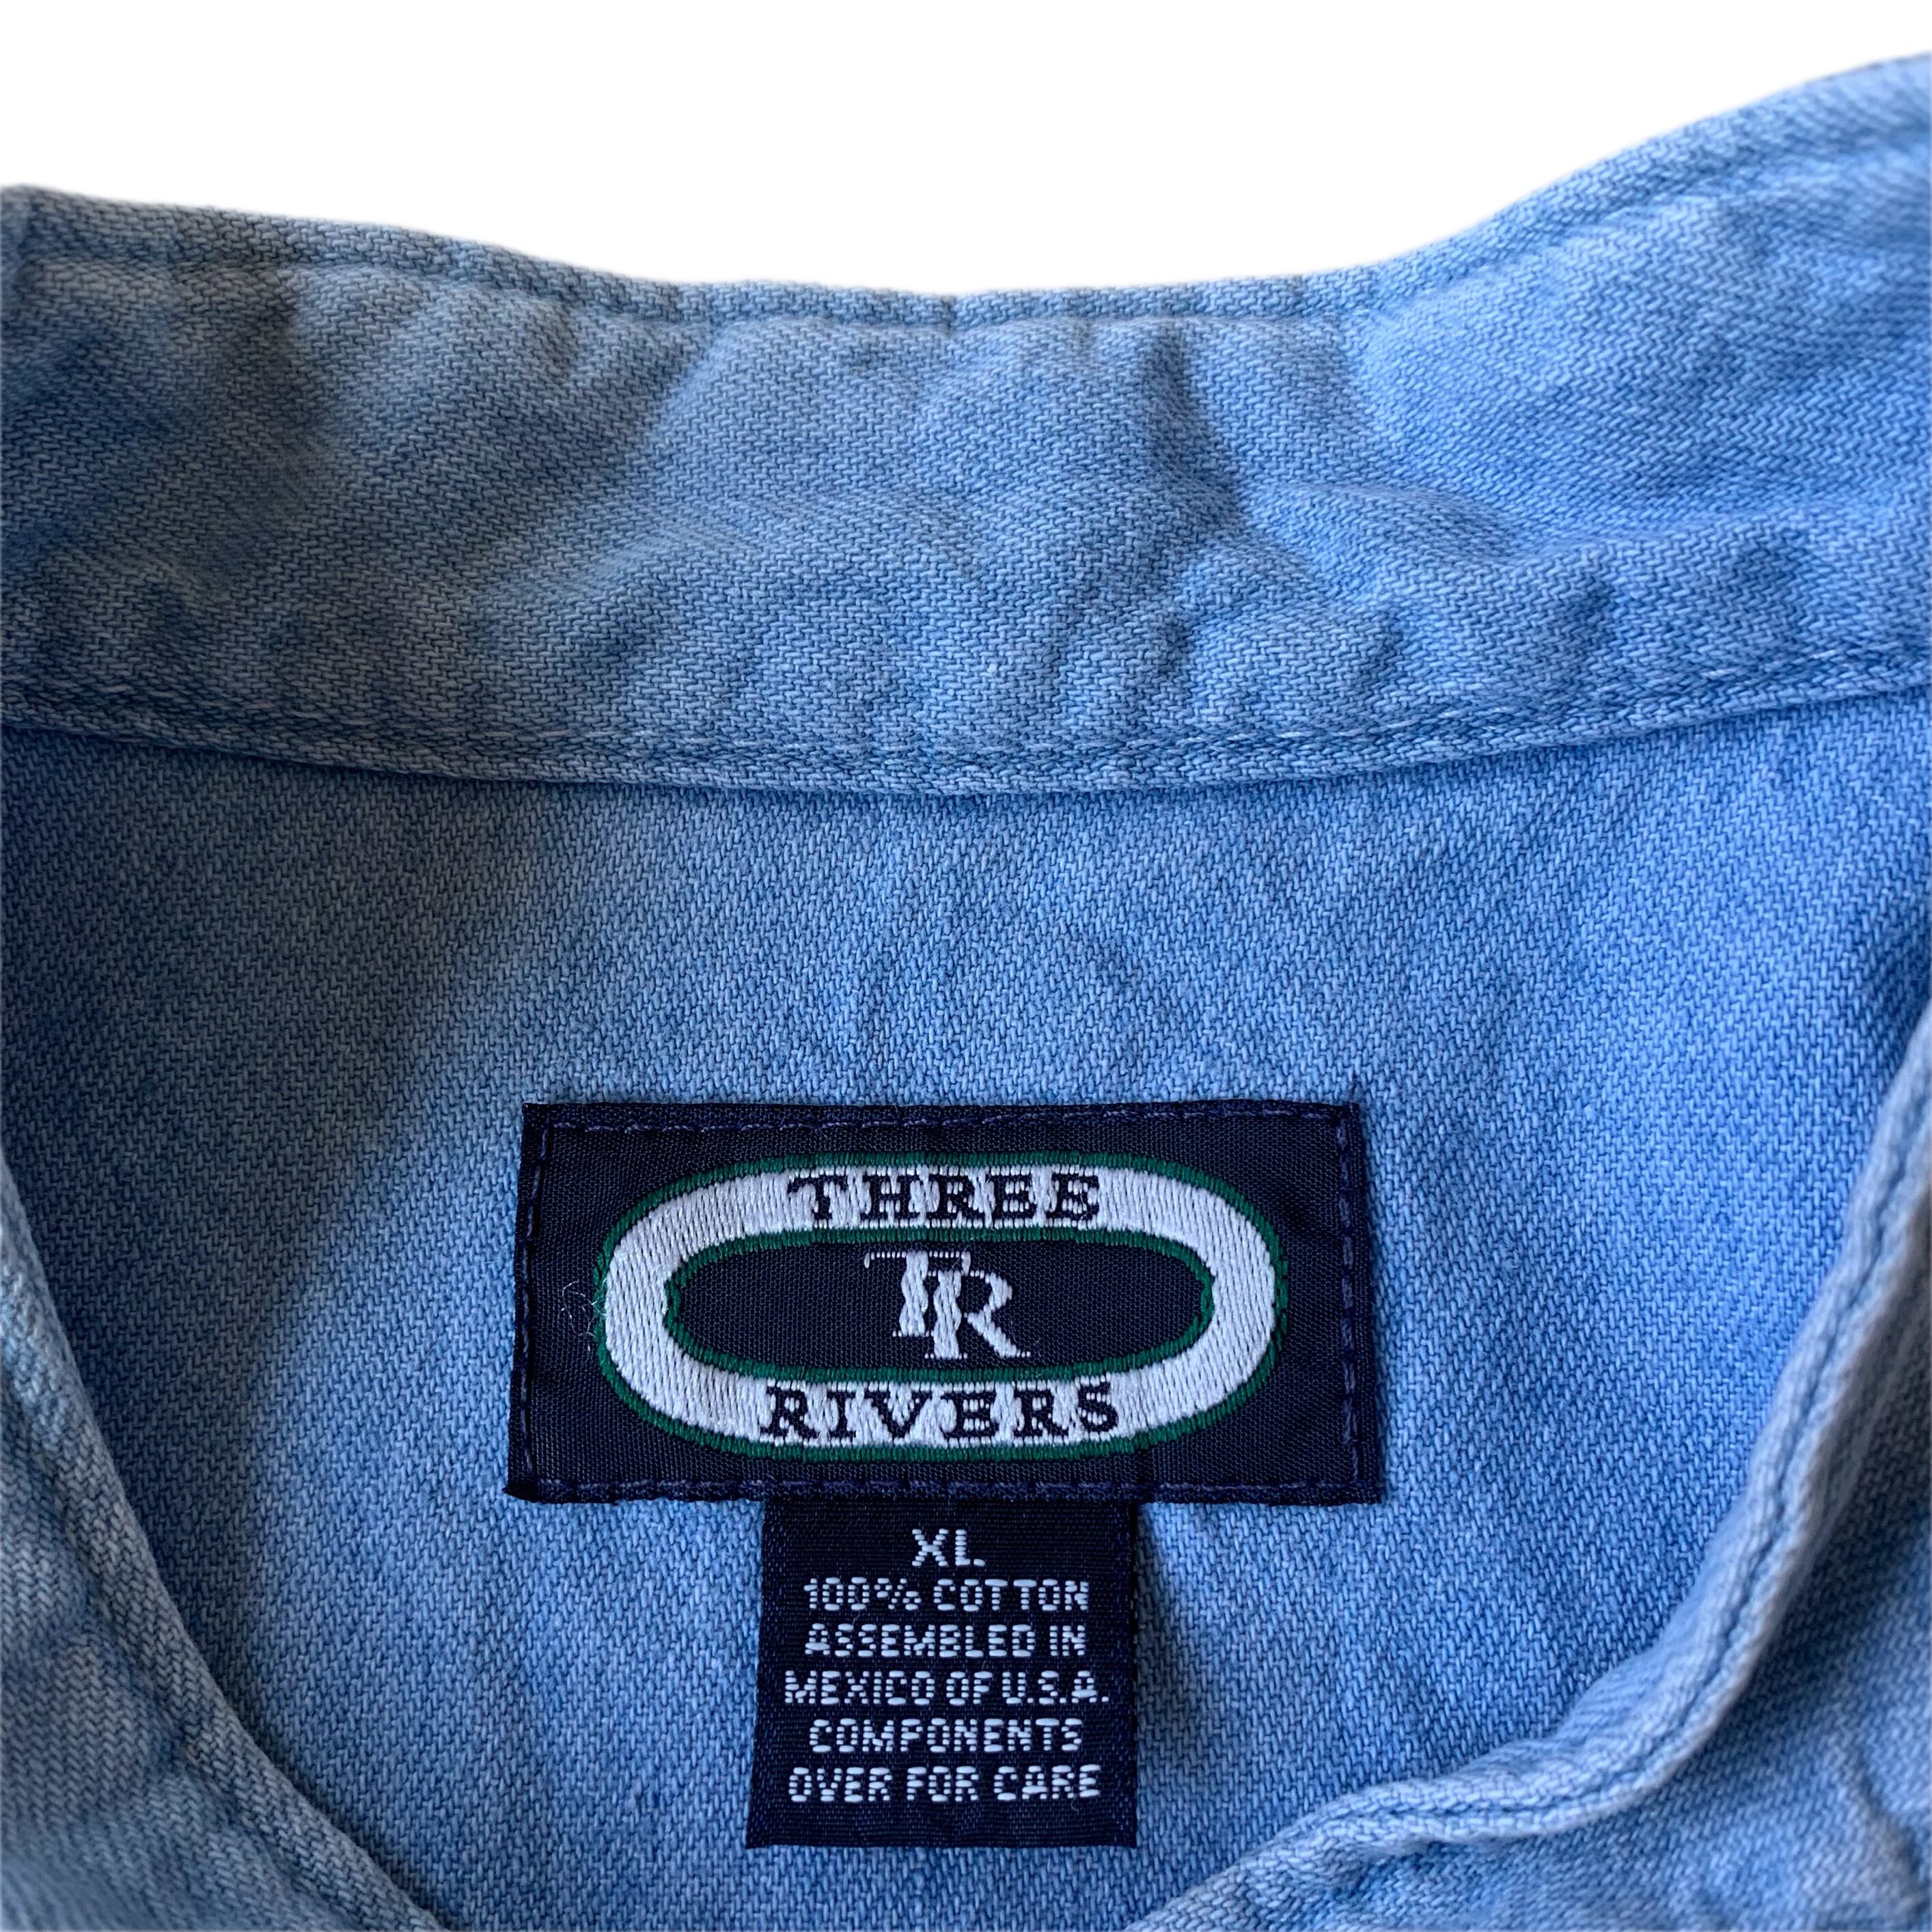 THREE
TR
RIVERS
XL
100% COTTON
ASSEMBLED IN
MEXICO OF U.S.A.
COMPONENTS
OVER FOR CARE